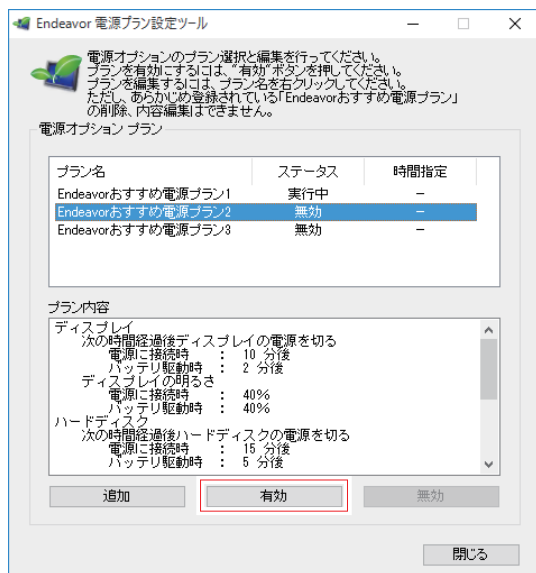 Endeavor 電源プラン設定ツール
電源オプションのプラン選択と編集を行ってください。
プランを有効にするには、"有効"ボタンを押してください。
プランを編集するには、プラン名を右クリックしてください。
ただし、あらかじめ登録されている「Endeavorおすすめ電源プラン」
の削除、内容編集はできません。
電源オプション プラン
プラン名 ステータス 時間指定
Endeavorおすすめ電源プラン1 実行中 −
Endeavorおすすめ電源プラン2 無効 −
Endeavorおすすめ電源プラン3 無効 −
プラン内容
ディスプレイ
次の時間経過後ディスプレイの電源を切る
電源に接続時 : 10 分後
バッテリ駆動時 : 2 分後
ディスプレイの明るさ
電源に接続時 : 40%
バッテリ駆動時 : 40%
ハードディスク
次の時間経過後ハードディスクの電源を切る
電源に接続時 : 15 分後
バッテリ駆動時 : 5 分後
追加 有効 無効
閉じる